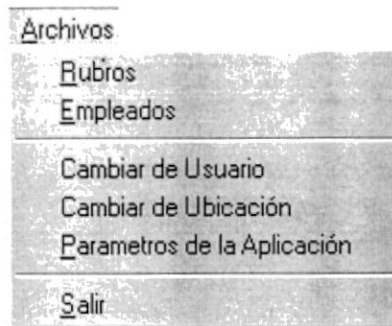 Archivos
Rubros
Empleados
Cambiar de Usuario
Cambiar de Ubicación
Parametros de la Aplicación
Salir